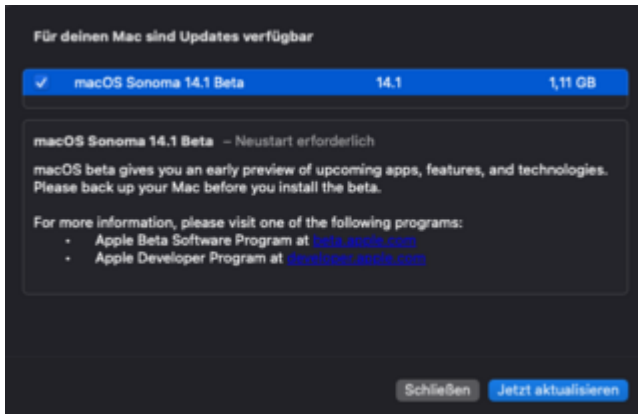 Für deinen Mac sind Updates verfügbar
macOS Sonoma 14.1 Beta 14.1 1,11 GB
macOS Sonoma 14.1 Beta – Neustart erforderlich
macOS beta gives you an early preview of upcoming apps, features, and technologies.
Please back up your Mac before you install the beta.
For more information, please visit one of the following programs:
• Apple Beta Software Program at beta.apple.com
• Apple Developer Program at developer.apple.com
Schließen Jetzt aktualisieren